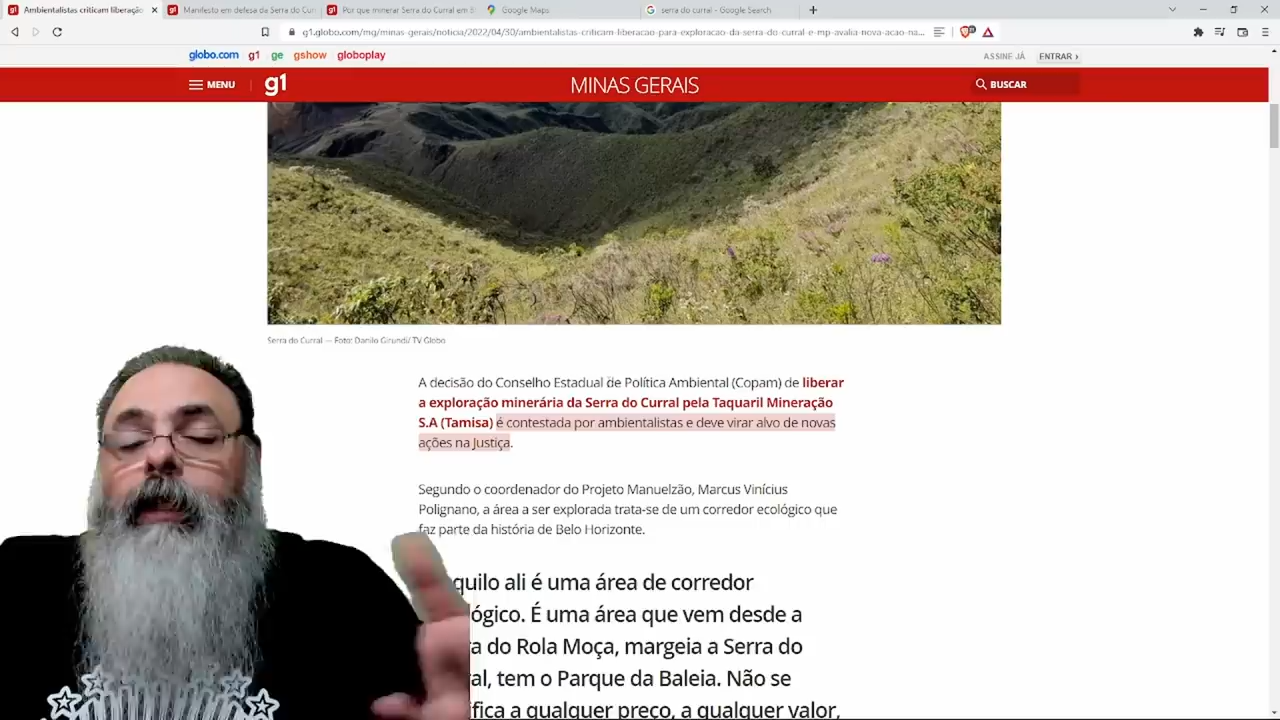 Ambientalistas criticam liberação
Manifesto em defesa da Serra do Curr
Por que minerar Serra do Curral em
Google Maps
serra do curral - Google Search
g1.globo.com/mg/minas-gerais/noticia/2022/04/30/ambientalistas-criticam-liberacao-para-exploracao-da-serra-do-curral-e-mp-avalia-nova-acao-na...
globo.com g1 ge gshow globoplay
ASSINE JÁ ENTRAR ›
MENU g1 MINAS GERAIS BUSCAR
Serra do Curral — Foto: Danilo Girundi/ TV Globo
A decisão do Conselho Estadual de Política Ambiental (Copam) de liberar
a exploração minerária da Serra do Curral pela Taquaril Mineração
S.A (Tamisa) é contestada por ambientalistas e deve virar alvo de novas
ações na Justiça.
Segundo o coordenador do Projeto Manuelzão, Marcus Vinícius
Polignano, a área a ser explorada trata-se de um corredor ecológico que
faz parte da história de Belo Horizonte.
quilo ali é uma área de corredor
ógico. É uma área que vem desde a
a do Rola Moça, margeia a Serra do
al, tem o Parque da Baleia. Não se
ifica a qualquer preço, a qualquer valor,